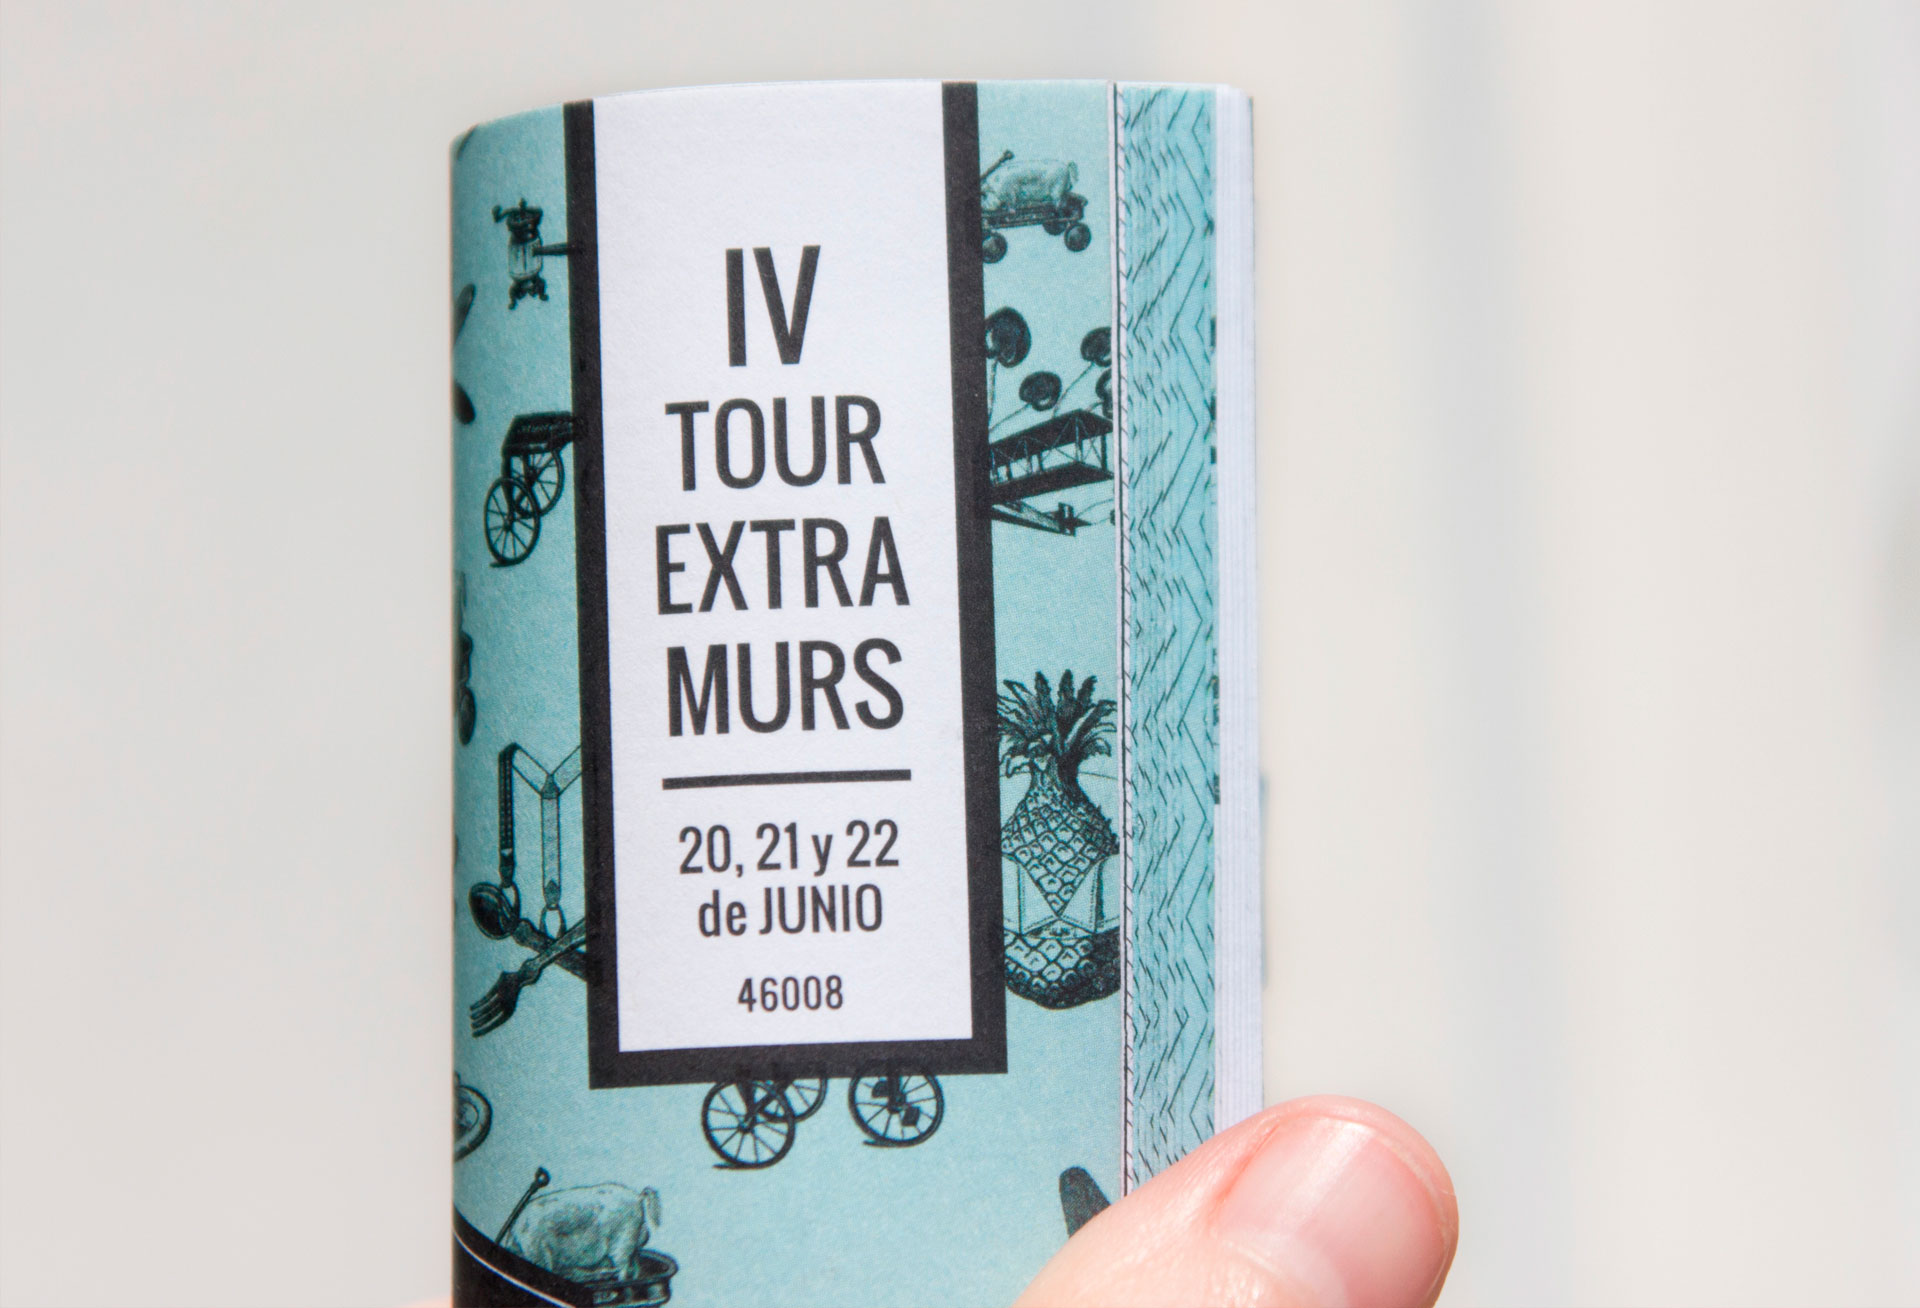 IV
TOUR
EXTRA
MURS
20, 21 y 22
de JUNIO
46008